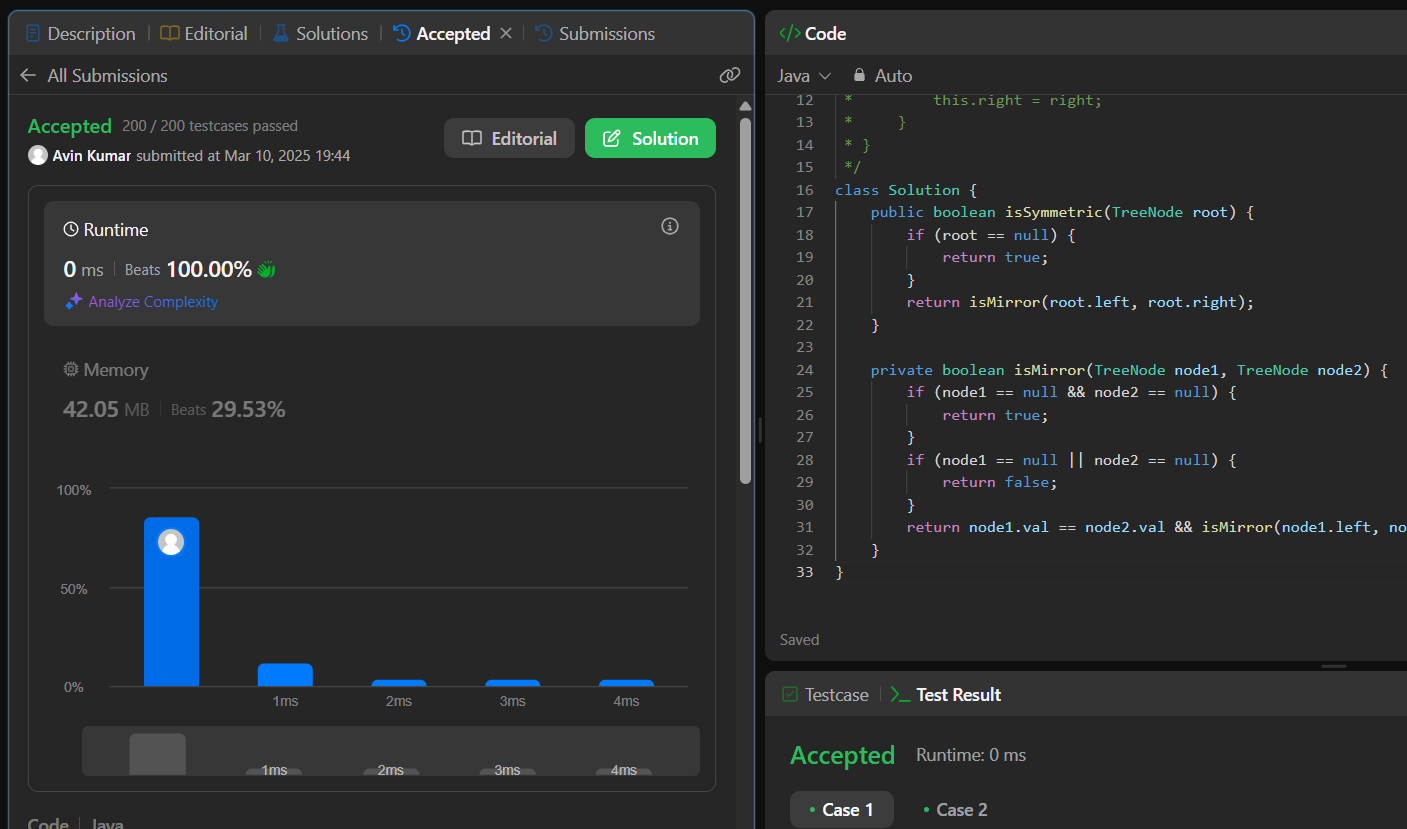 Description
Editorial
Solutions
Accepted
Submissions
All Submissions
Accepted 200 / 200 testcases passed
Avin Kumar submitted at Mar 10, 2025 19:44
Editorial
Solution
Runtime
0 ms Beats 100.00%
Analyze Complexity
Memory
42.05 MB Beats 29.53%
100%
50%
0%
1ms 2ms 3ms 4ms
1ms 2ms 3ms 4ms
Code Java
</> Code
Java Auto
12 * this.right = right;
13 * }
14 * }
15 */
16 class Solution {
17 public boolean isSymmetric(TreeNode root) {
18 if (root == null) {
19 return true;
20 }
21 return isMirror(root.left, root.right);
22 }
23
24 private boolean isMirror(TreeNode node1, TreeNode node2) {
25 if (node1 == null && node2 == null) {
26 return true;
27 }
28 if (node1 == null || node2 == null) {
29 return false;
30 }
31 return node1.val == node2.val && isMirror(node1.left, no
32 }
33 }
Saved
Testcase
Test Result
Accepted Runtime: 0 ms
• Case 1 • Case 2